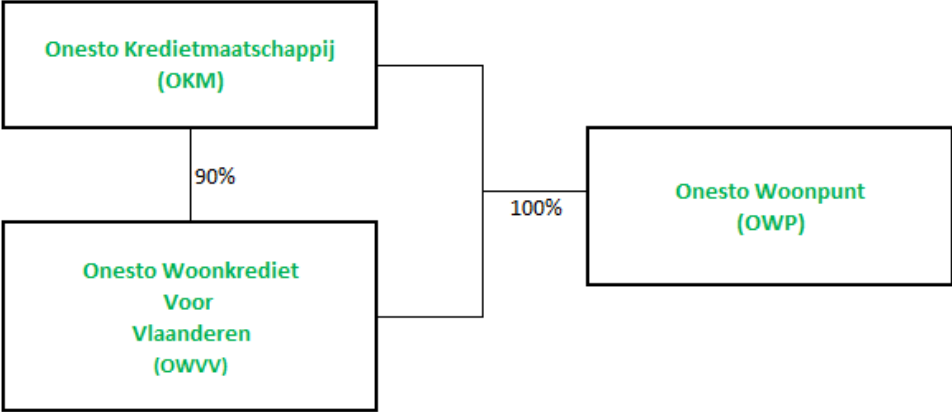 Onesto Kredietmaatschappij
(OKM)
90%
Onesto Woonkrediet
Voor
Vlaanderen
(OWVV)
100%
Onesto Woonpunt
(OWP)